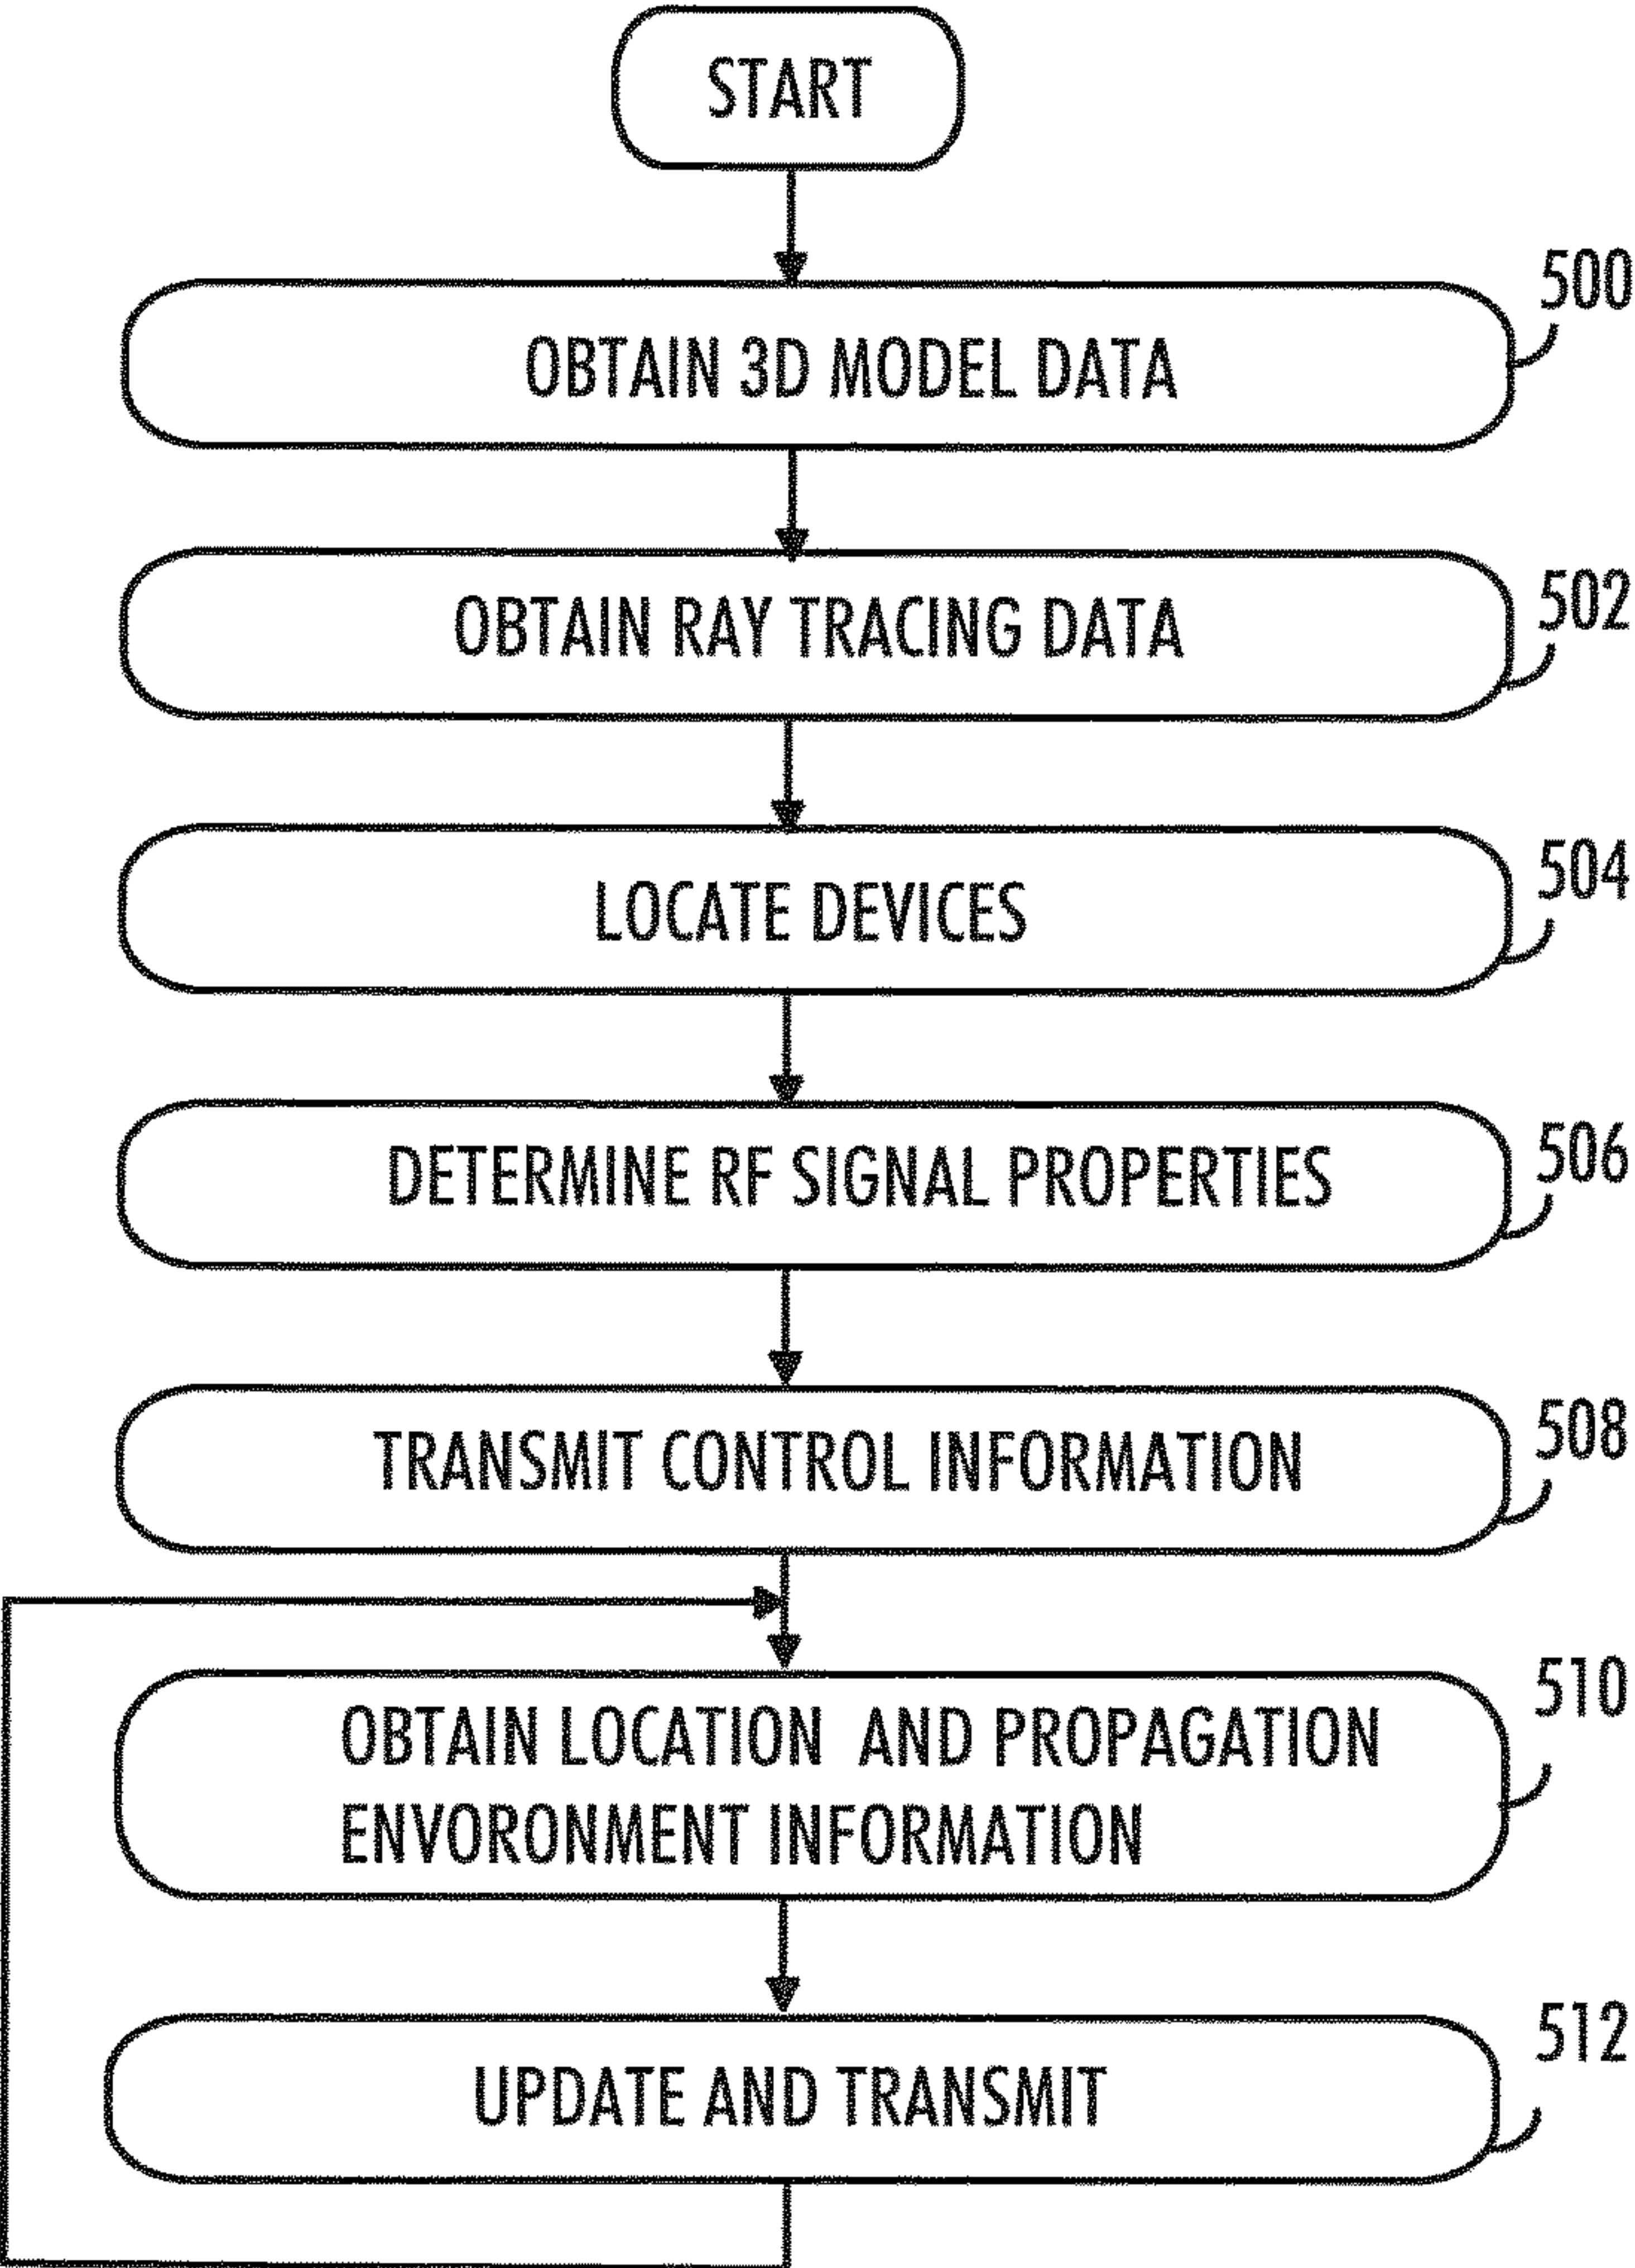 START
500
OBTAIN 3D MODEL DATA
502
OBTAIN RAY TRACING DATA
504
LOCATE DEVICES
506
DETERMINE RF SIGNAL PROPERTIES
508
TRANSMIT CONTROL INFORMATION
510
OBTAIN LOCATION AND PROPAGATION
ENVORONMENT INFORMATION
512
UPDATE AND TRANSMIT